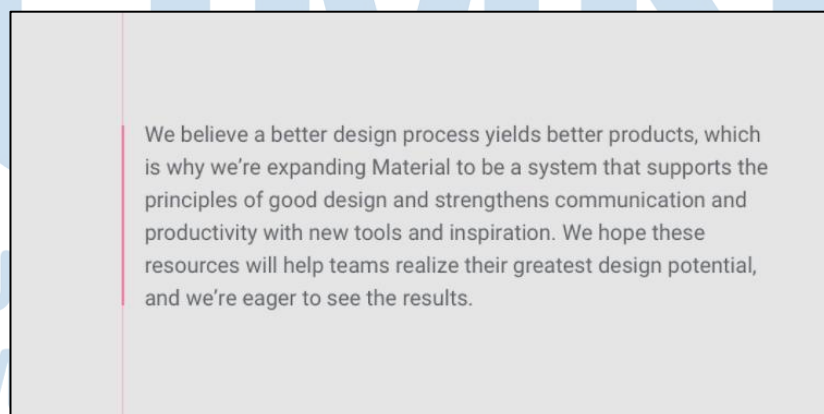 We believe a better design process yields better products, which
is why we’re expanding Material to be a system that supports the
principles of good design and strengthens communication and
productivity with new tools and inspiration. We hope these
resources will help teams realize their greatest design potential,
and we’re eager to see the results.